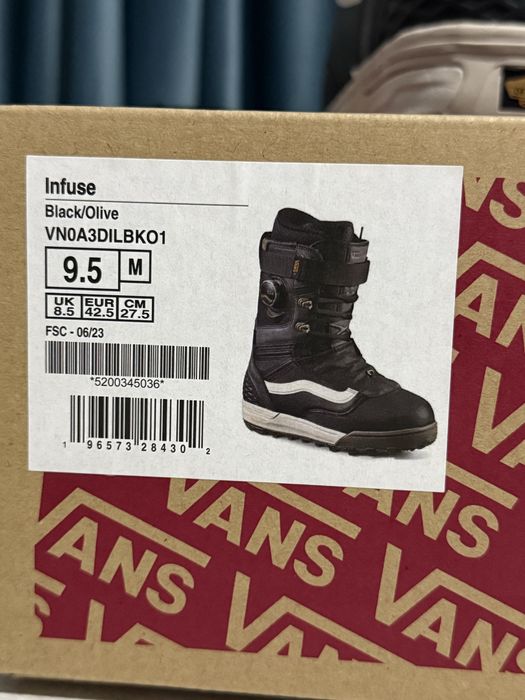 Infuse
Black/Olive
VN0A3DILBKO1
9.5 M
UK EUR CM
8.5 42.5 27.5
FSC - 06/23
*5200345036*
1 96573 28430 2
VANS
VANS
VANS
VANS
VANS
VANS
VANS